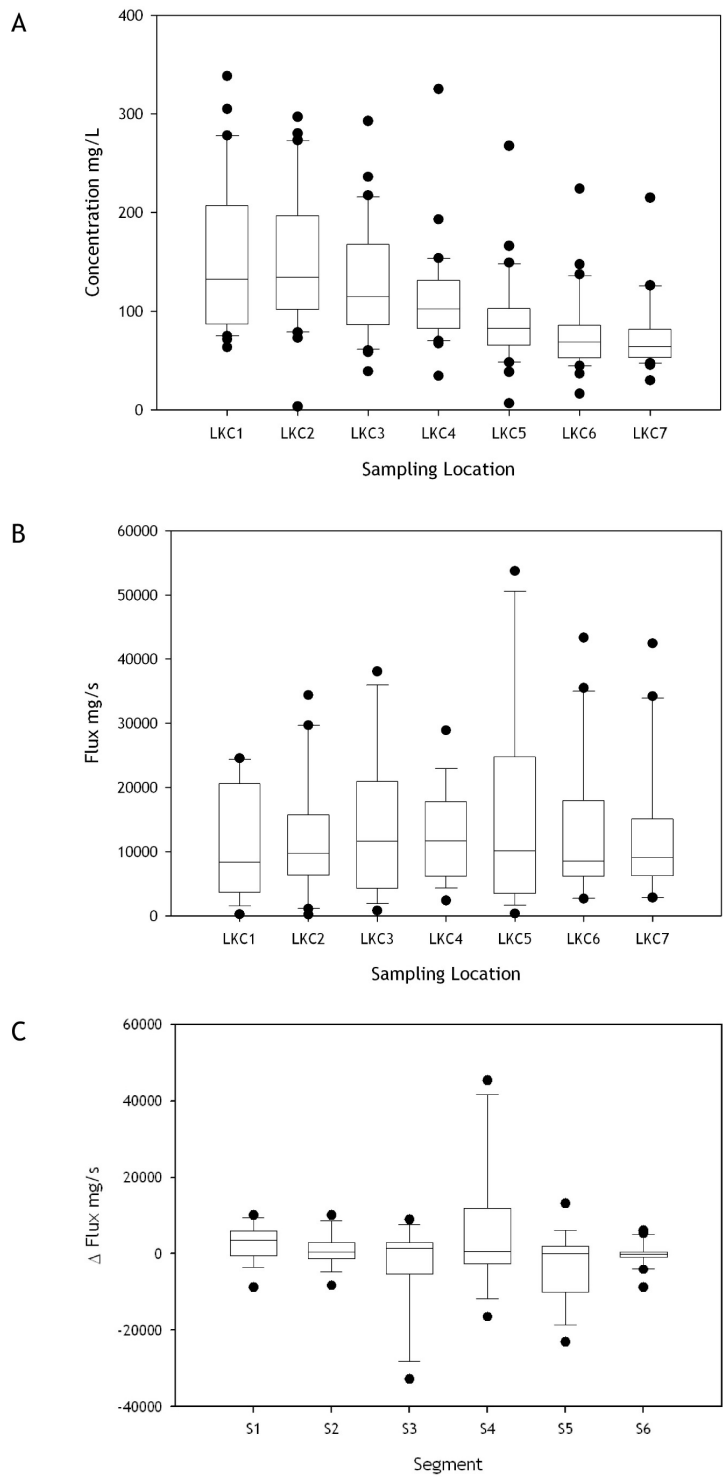 A
400
300
200
100
0
Concentration mg/L
LKC1 LKC2 LKC3 LKC4 LKC5 LKC6 LKC7
Sampling Location
B
60000
50000
40000
30000
20000
10000
0
Flux mg/s
LKC1 LKC2 LKC3 LKC4 LKC5 LKC6 LKC7
Sampling Location
C
60000
40000
20000
0
-20000
-40000
Δ Flux mg/s
S1 S2 S3 S4 S5 S6
Segment